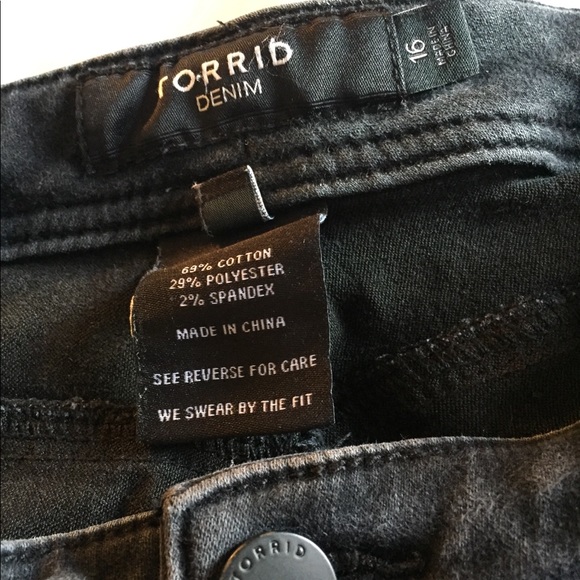 TORRID
DENIM
16
MADE IN
CHINA
69% COTTON
29% POLYESTER
2% SPANDEX
MADE IN CHINA
SEE REVERSE FOR CARE
WE SWEAR BY THE FIT
TORRID